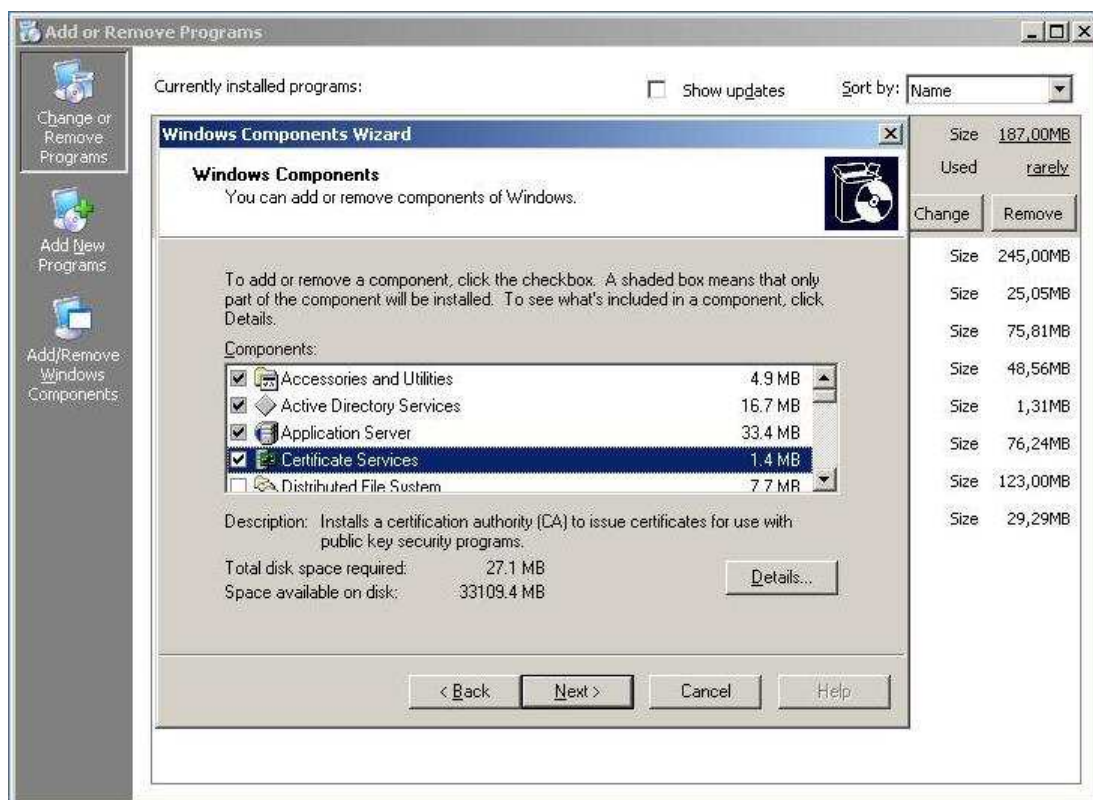 Add or Remove Programs
Change or
Remove
Programs
Add New
Programs
Add/Remove
Windows
Components
Currently installed programs:
Show updates
Sort by: Name
Windows Components Wizard
Windows Components
You can add or remove components of Windows.
To add or remove a component, click the checkbox. A shaded box means that only
part of the component will be installed. To see what's included in a component, click
Details.
Components:
Accessories and Utilities 4.9 MB
Active Directory Services 16.7 MB
Application Server 33.4 MB
Certificate Services 1.4 MB
Distributed File System 7.7 MB
Description: Installs a certification authority (CA) to issue certificates for use with
public key security programs.
Total disk space required: 27.1 MB
Space available on disk: 33109.4 MB
Details...
< Back Next > Cancel Help
Size 187,00MB
Used rarely
Change Remove
Size 245,00MB
Size 25,05MB
Size 75,81MB
Size 48,56MB
Size 1,31MB
Size 76,24MB
Size 123,00MB
Size 29,29MB